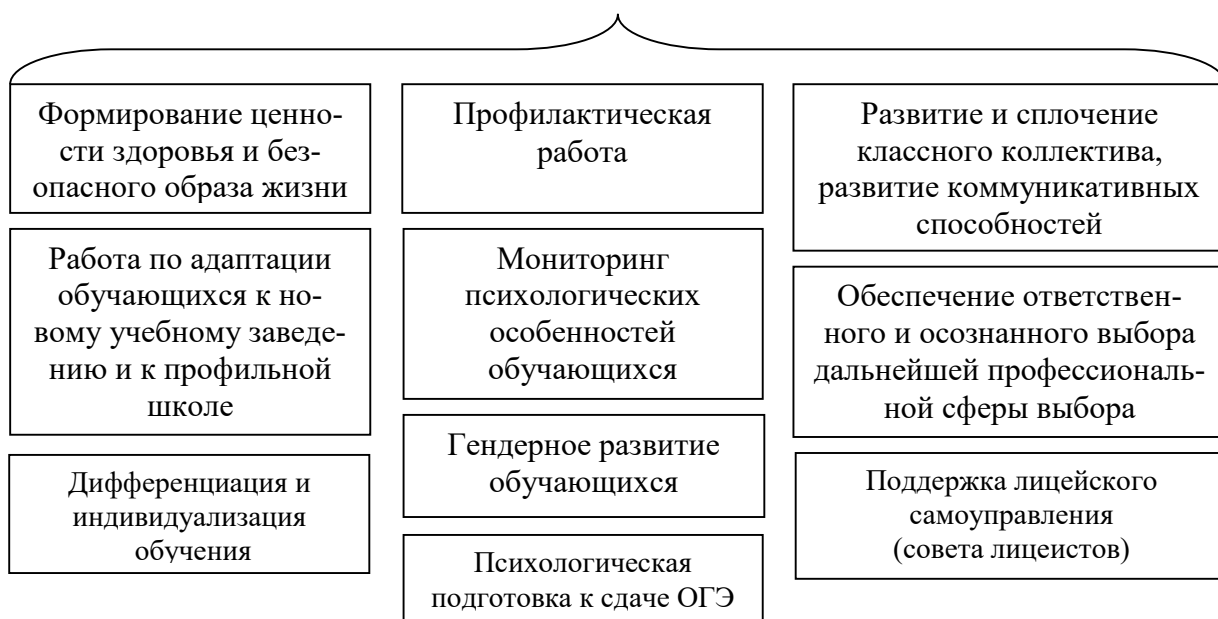 Формирование ценно-
сти здоровья и без-
опасного образа жизни
Работа по адаптации
обучающихся к но-
вому учебному заведе-
нию и к профильной
школе
Дифференциация и
индивидуализация
обучения
Профилактическая
работа
Мониторинг
психологических
особенностей
обучающихся
Гендерное развитие
обучающихся
Психологическая
подготовка к сдаче ОГЭ
Развитие и сплочение
классного коллектива,
развитие коммуникативных
способностей
Обеспечение ответствен-
ного и осознанного выбора
дальнейшей профессиональ-
ной сферы выбора
Поддержка лицейского
самоуправления
(совета лицеистов)